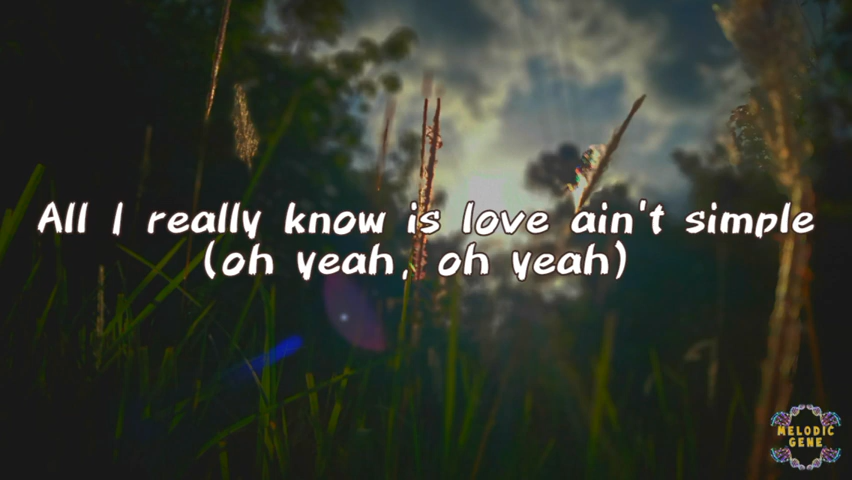 All I really know is love ain't simple
(oh yeah, oh yeah)
MELODIC
GENE